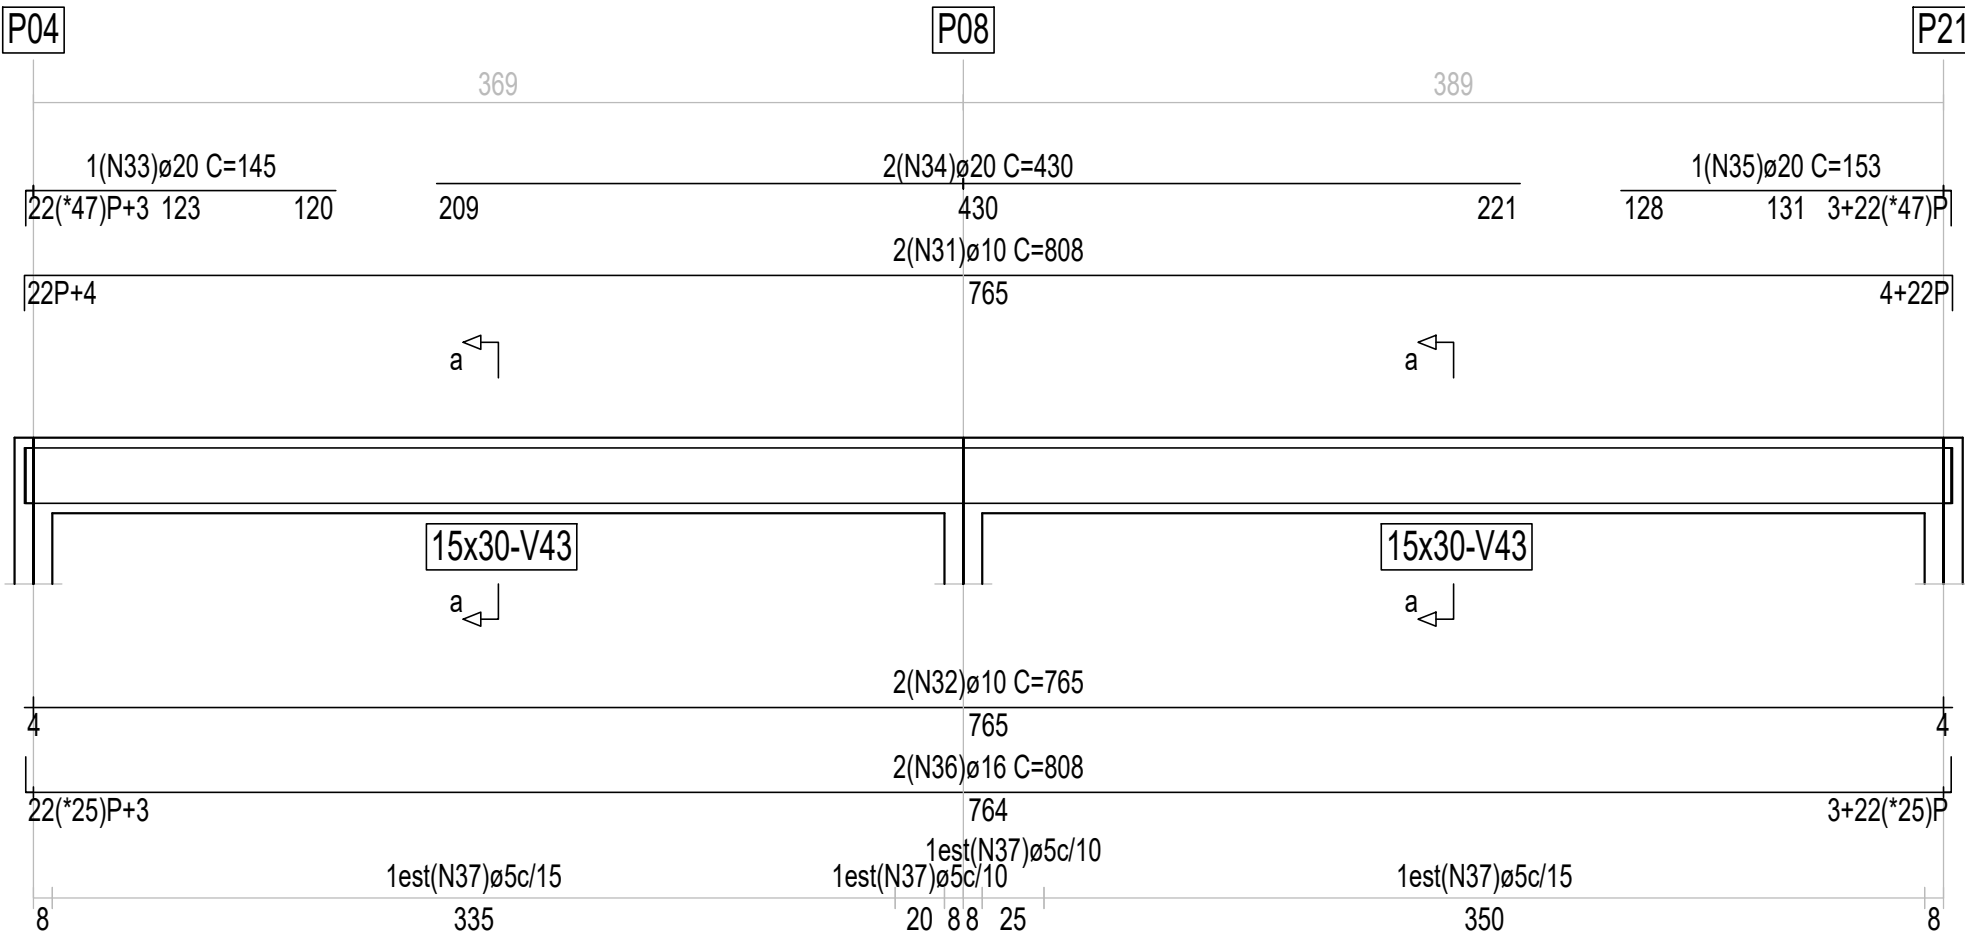 P04 P08 P21
369 389
1(N33)ø20 C=145 2(N34)ø20 C=430 1(N35)ø20 C=153
22(*47)P+3 123 120 209 430 221 128 131 3+22(*47)P
2(N31)ø10 C=808
22P+4 765 4+22P
a a
15x30-V43 15x30-V43
a a
2(N32)ø10 C=765
4 765 4
2(N36)ø16 C=808
22(*25)P+3 764 3+22(*25)P
1est(N37)ø5c/10
1est(N37)ø5c/15 1est(N37)ø5c/10 1est(N37)ø5c/15
8 335 20 8 8 25 350 8